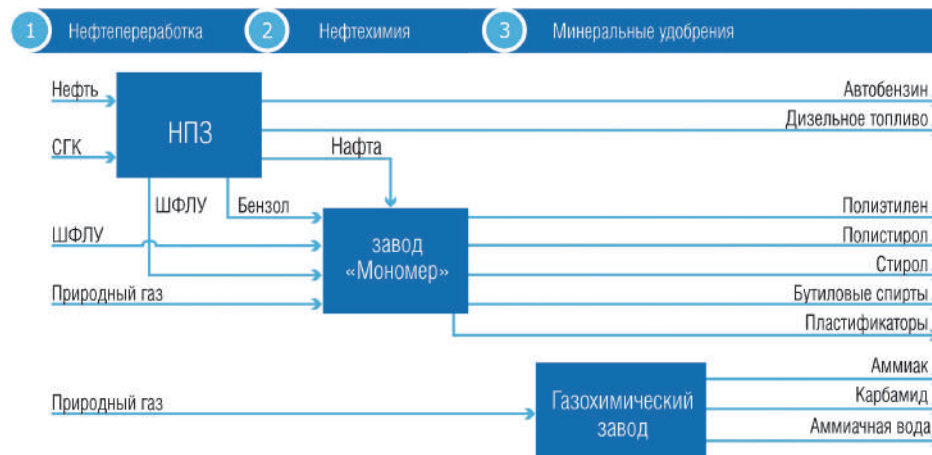 1 Нефтепереработка 2 Нефтехимия 3 Минеральные удобрения
Нефть
Автобензин
НПЗ
Дизельное топливо
СГК
Нафта
ШФЛУ
Бензол
Полиэтилен
ШФЛУ
завод
«Мономер»
Полистирол
Стирол
Природный газ
Бутиловые спирты
Пластификаторы
Аммиак
Природный газ
Газохимический
завод
Карбамид
Аммиачная вода